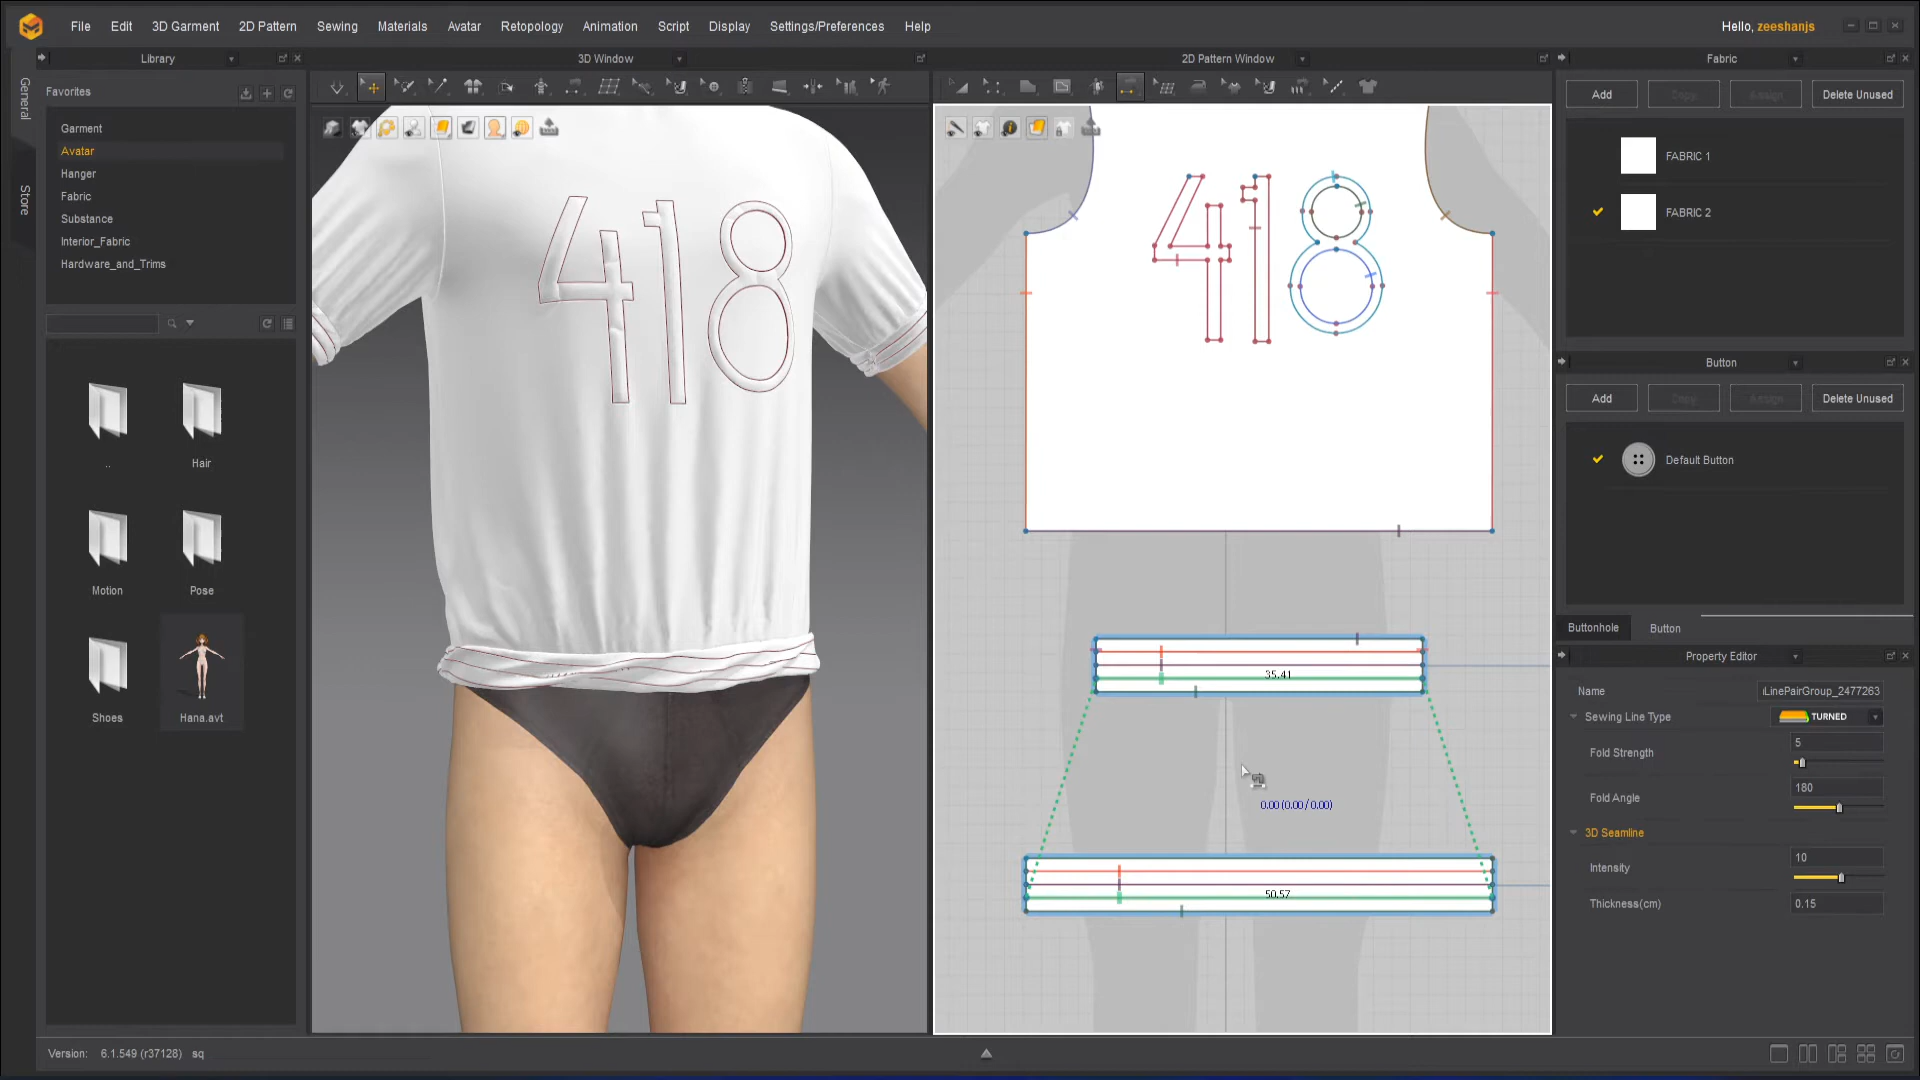 File Edit 3D Garment 2D Pattern Sewing Materials Avatar Retopology Animation Script Display Settings/Preferences Help
Hello, zeeshanjs
General
Store
Library
Favorites
Garment
Avatar
Hanger
Fabric
Substance
Interior_Fabric
Hardware_and_Trims
..
Hair
Motion
Pose
Shoes
Hana.avt
3D Window
418
2D Pattern Window
418
35.41
0.00 (0.00 / 0.00)
50.57
Fabric
Add Copy Assign Delete Unused
FABRIC 1
FABRIC 2
Button
Add Copy Assign Delete Unused
Default Button
Buttonhole Button
Property Editor
Name iLinePairGroup_2477263
Sewing Line Type TURNED
Fold Strength 5
Fold Angle 180
3D Seamline
Intensity 10
Thickness(cm) 0.15
Version: 6.1.549 (r37128) sq